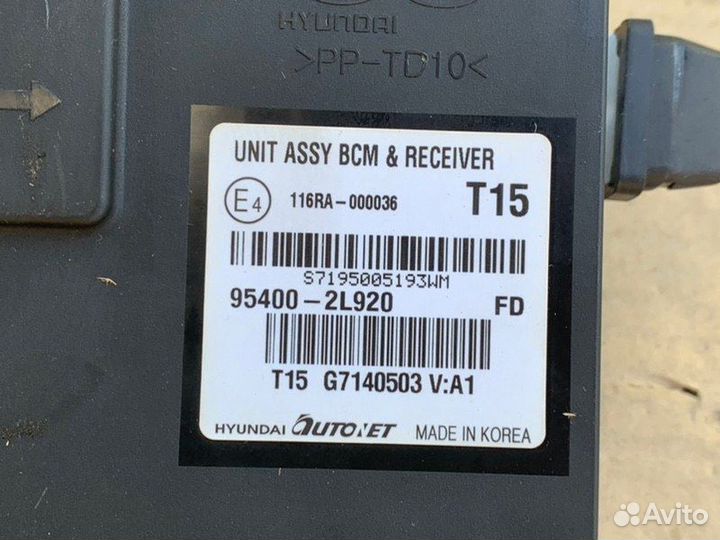 HYUNDAI
>PP-TD10<
UNIT ASSY BCM & RECEIVER
E4 116RA-000036 T15
S7195005193WM
95400-2L920 FD
T15 G7140503 V:A1
HYUNDAI AUTONET MADE IN KOREA
Avito